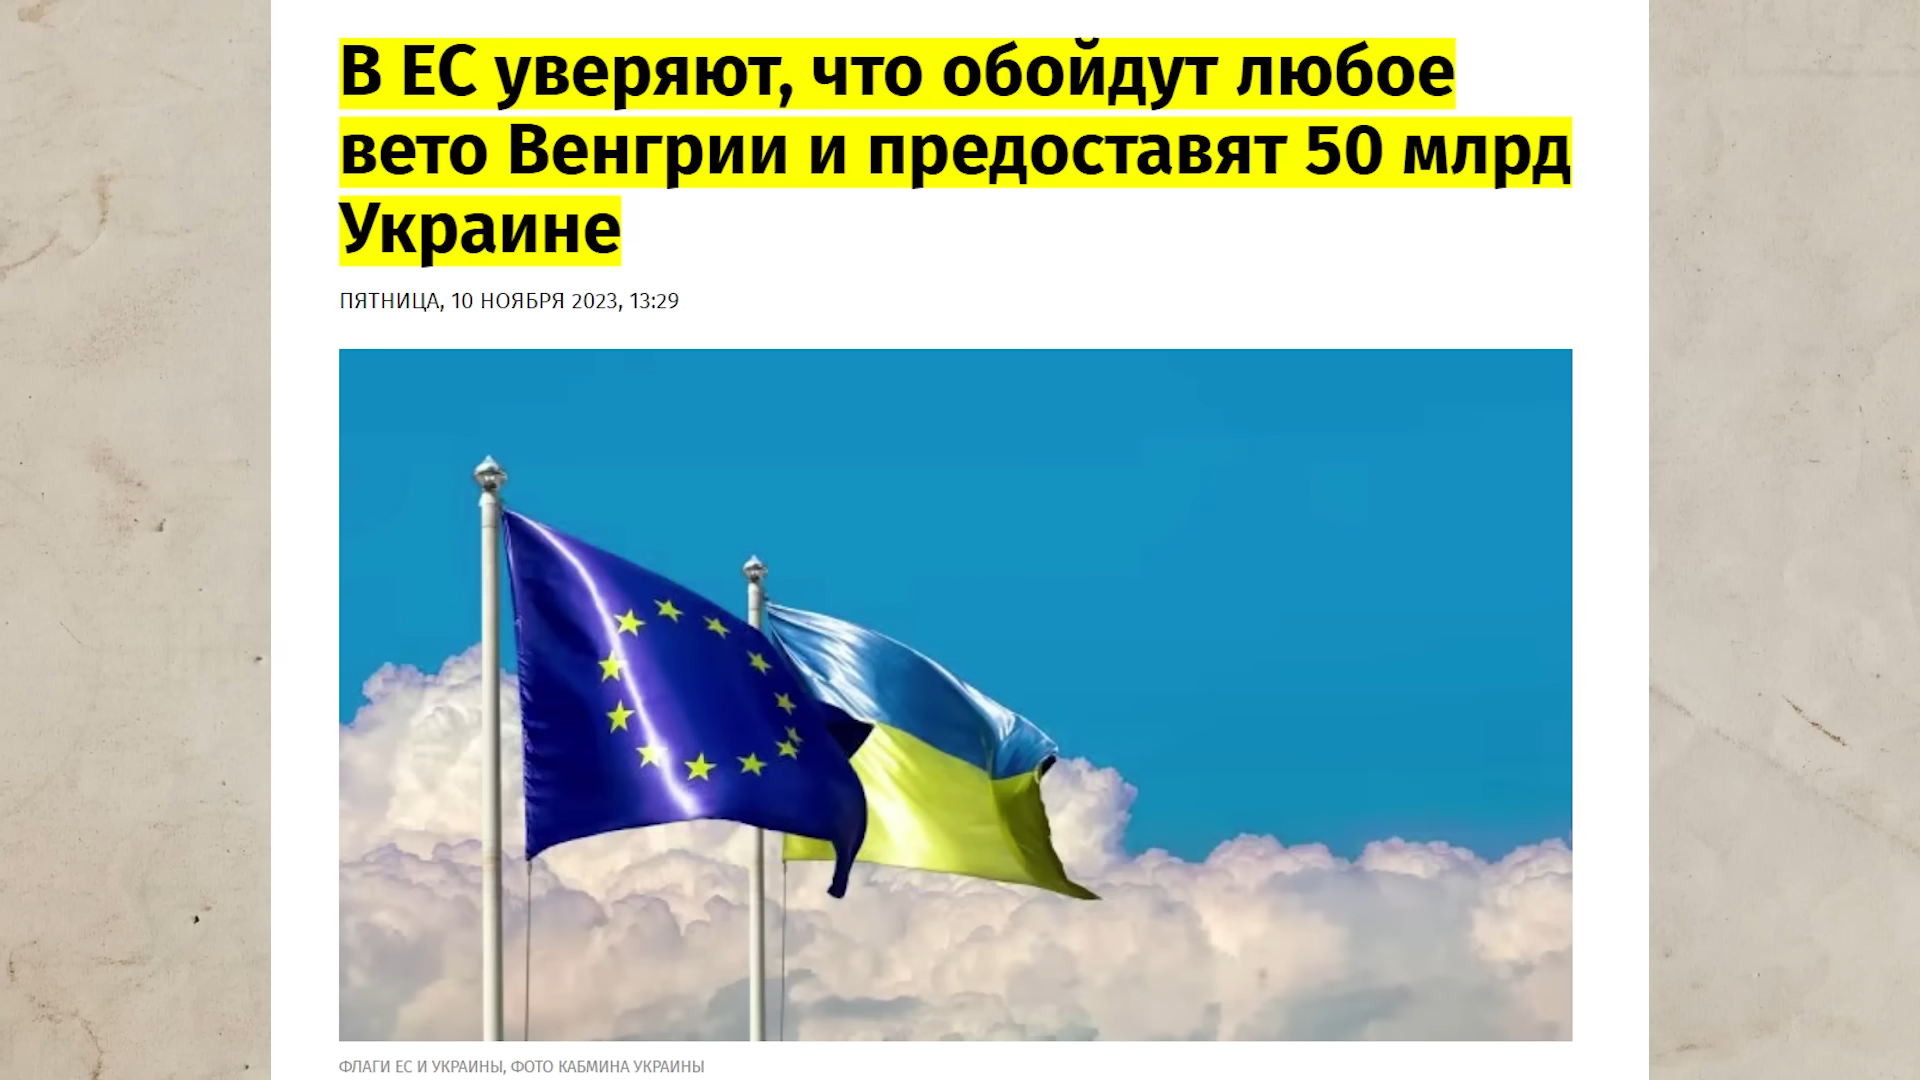 В ЕС уверяют, что обойдут любое
вето Венгрии и предоставят 50 млрд
Украине
ПЯТНИЦА, 10 НОЯБРЯ 2023, 13:29
ФЛАГИ ЕС И УКРАИНЫ, ФОТО КАБМИНА УКРАИНЫ